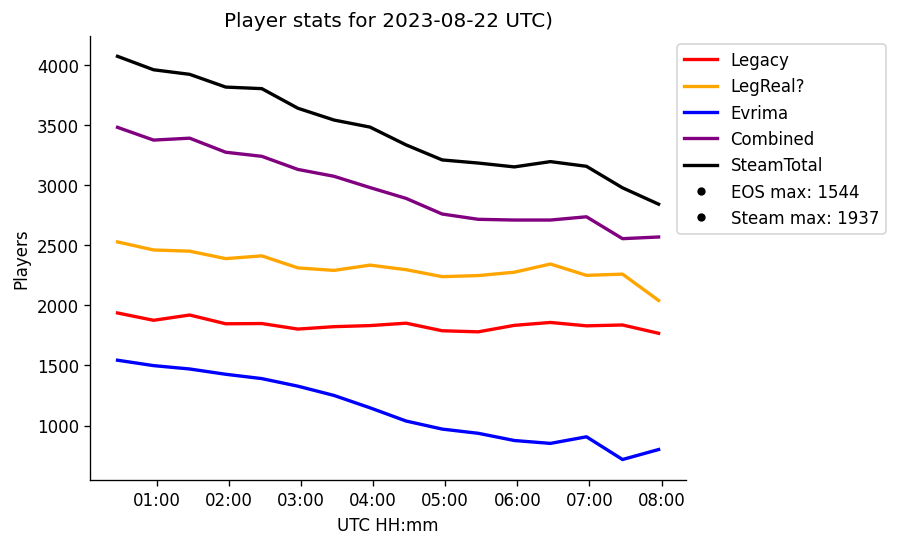 Player stats for 2023-08-22 UTC)
Legacy
LegReal?
Evrima
Combined
SteamTotal
EOS max: 1544
Steam max: 1937
Players
4000
3500
3000
2500
2000
1500
1000
01:00 02:00 03:00 04:00 05:00 06:00 07:00 08:00
UTC HH:mm